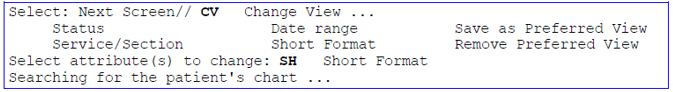 Select: Next Screen// CV   Change View ...
     Status                    Date range               Save as Preferred View
     Service/Section           Short Format             Remove Preferred View
Select attribute(s) to change: SH   Short Format
Searching for the patient's chart ...